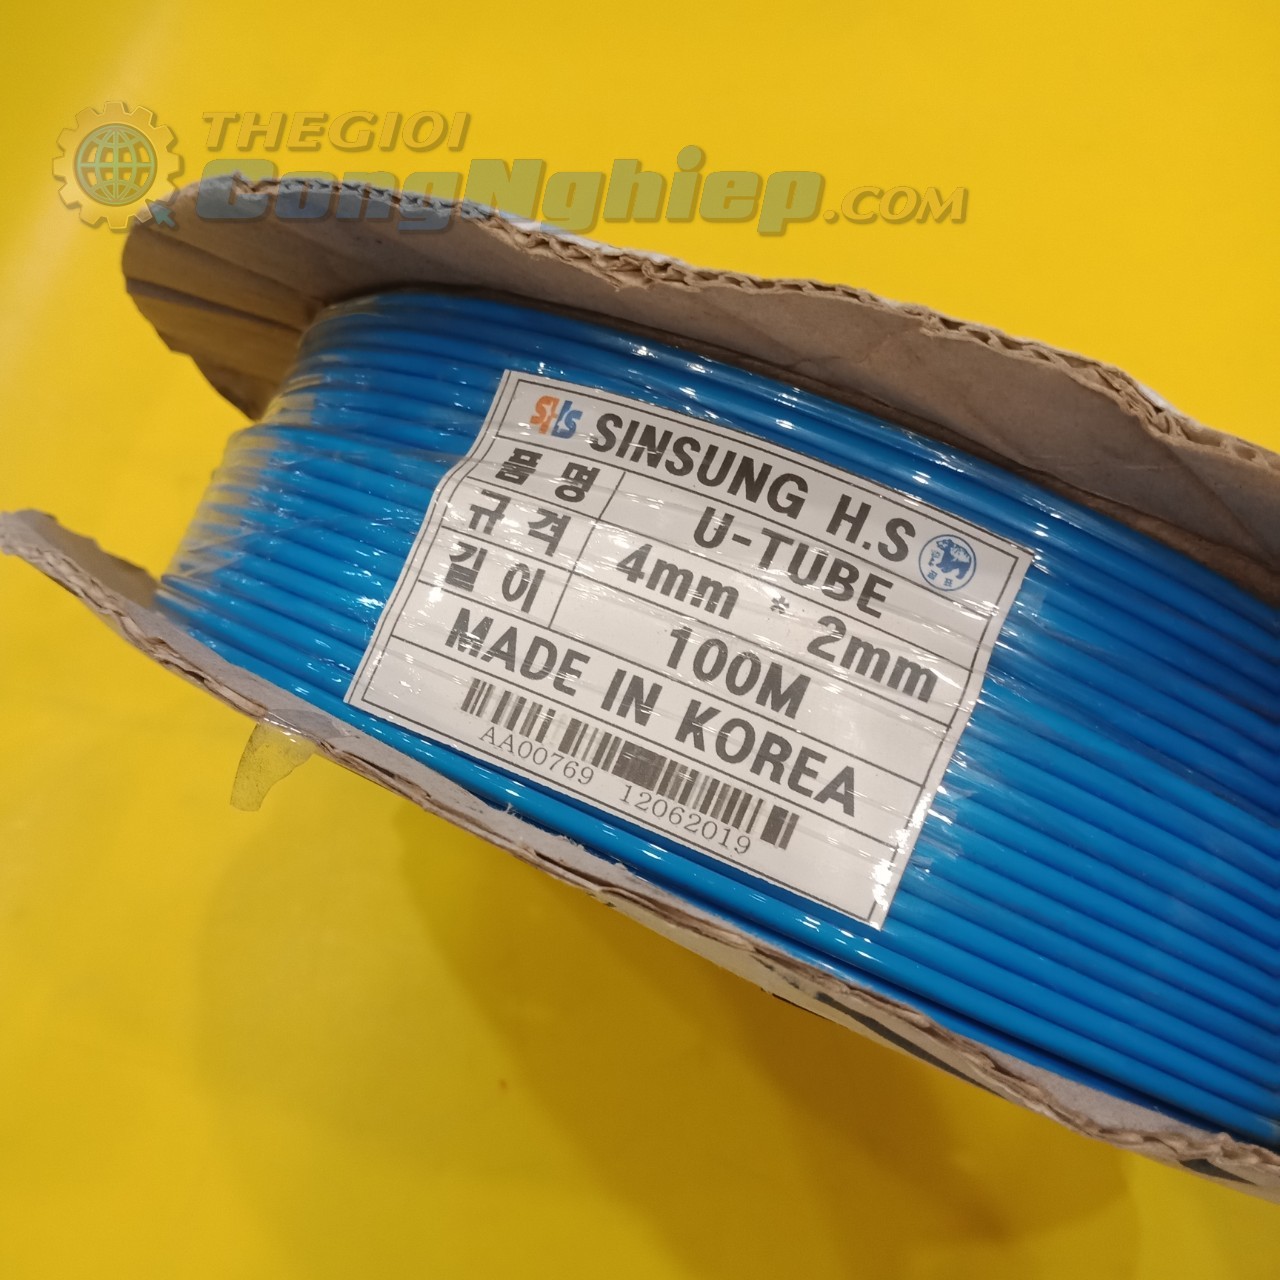 THEGIOI
CongNghiep.COM
SHS SINSUNG H.S
품명 U-TUBE
규격 4mm * 2mm
길이 100M
MADE IN KOREA
AA00769 12062019